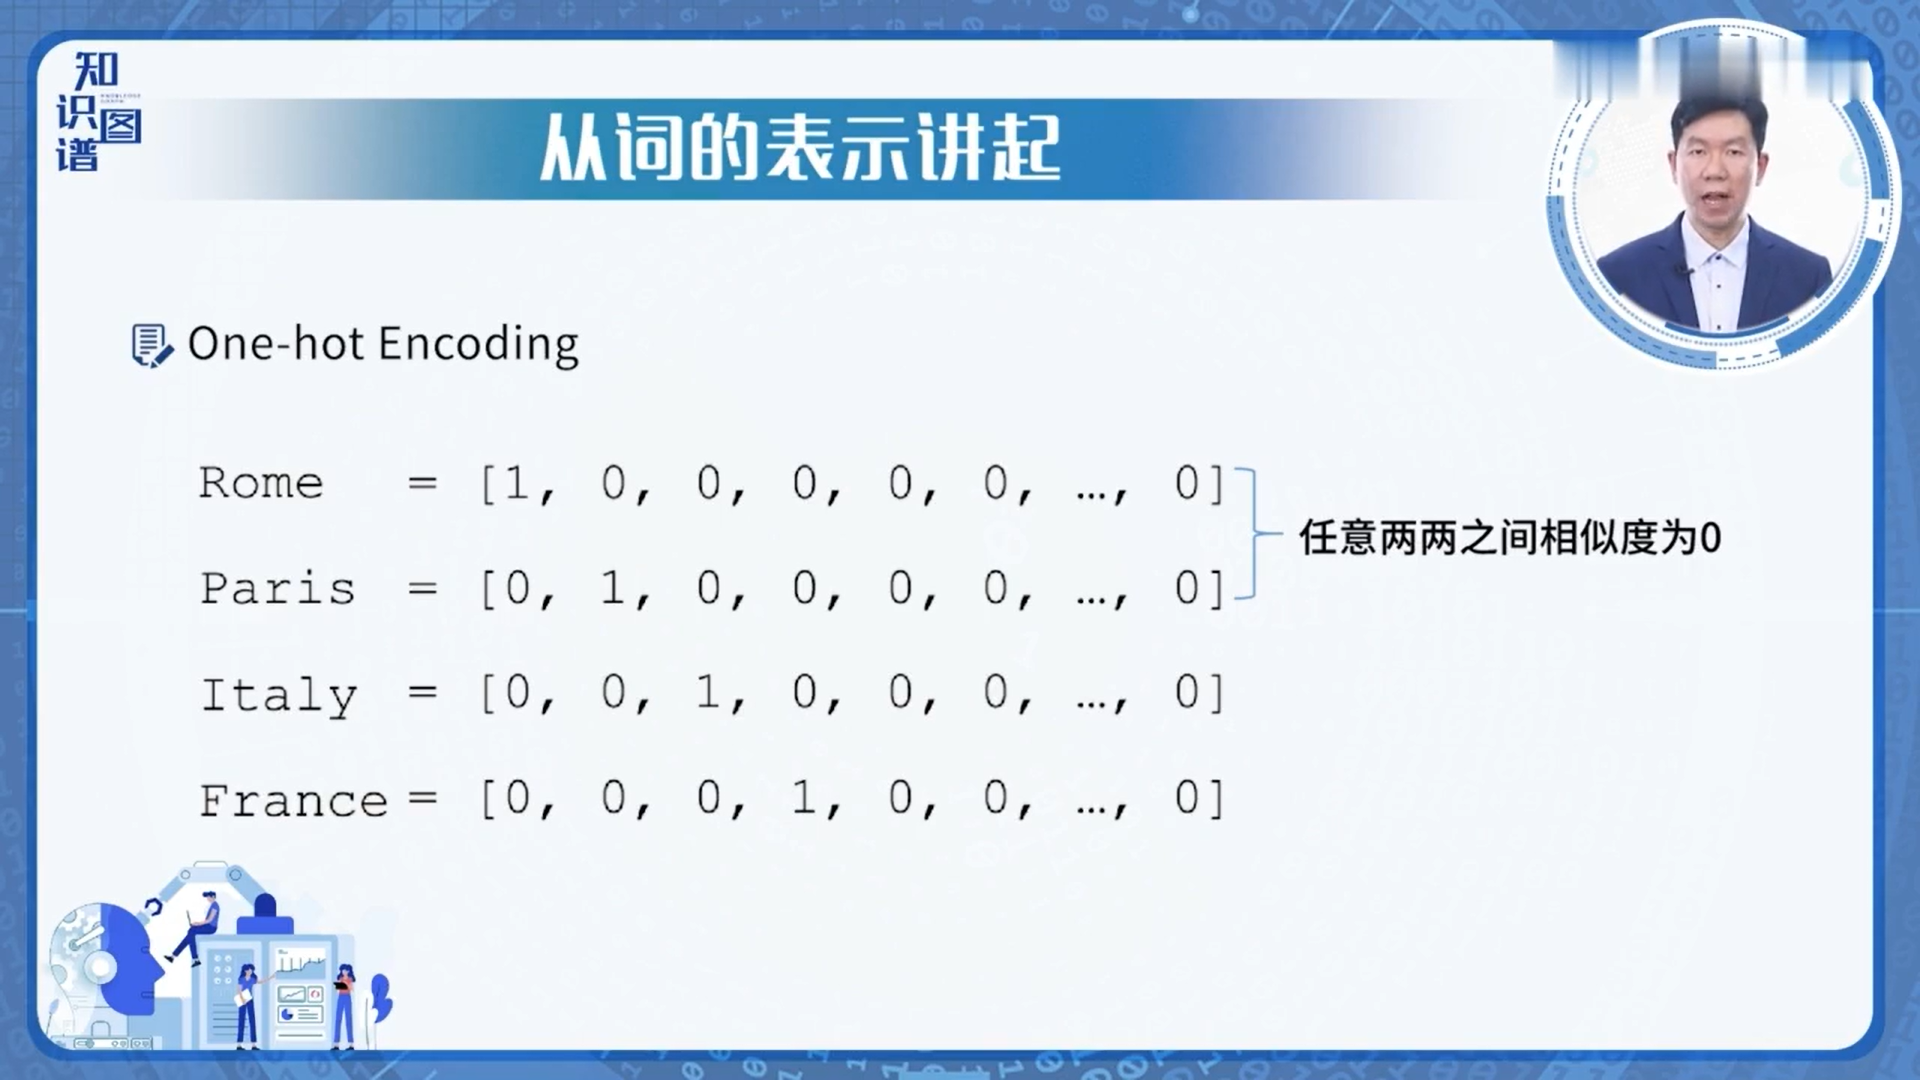 知识图谱
从词的表示讲起
One-hot Encoding
Rome = [1, 0, 0, 0, 0, 0, …, 0]
任意两两之间相似度为0
Paris = [0, 1, 0, 0, 0, 0, …, 0]
Italy = [0, 0, 1, 0, 0, 0, …, 0]
France = [0, 0, 0, 1, 0, 0, …, 0]